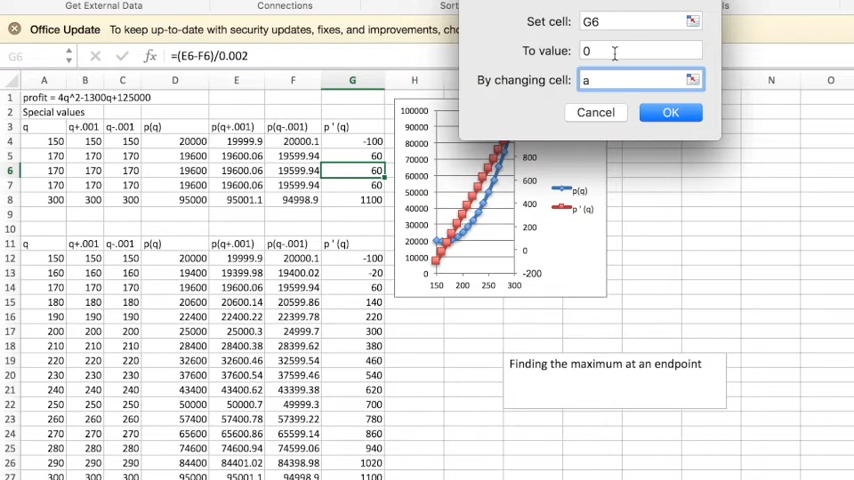 Get External Data Connections Sort
Office Update To keep up-to-date with security updates, fixes, and improvements, cho
Set cell: G6
To value: 0
By changing cell: a
Cancel OK
G6 fx =(E6-F6)/0.002
A B C D E F G H I N O
1 profit = 4q^2-1300q+125000
2 Special values
3 q q+.001 q-.001 p(q) p(q+.001) p(q-.001) p ' (q)
4 150 150 150 20000 19999.9 20000.1 -100
5 170 170 170 19600 19600.06 19599.94 60
6 170 170 170 19600 19600.06 19599.94 60
7 170 170 170 19600 19600.06 19599.94 60
8 300 300 300 95000 95001.1 94998.9 1100
9
10
11 q q+.001 q-.001 p(q) p(q+.001) p(q-.001) p ' (q)
12 150 150 150 20000 19999.9 20000.1 -100
13 160 160 160 19400 19399.98 19400.02 -20
14 170 170 170 19600 19600.06 19599.94 60
15 180 180 180 20600 20600.14 20599.86 140
16 190 190 190 22400 22400.22 22399.78 220
17 200 200 200 25000 25000.3 24999.7 300
18 210 210 210 28400 28400.38 28399.62 380
19 220 220 220 32600 32600.46 32599.54 460
20 230 230 230 37600 37600.54 37599.46 540
21 240 240 240 43400 43400.62 43399.38 620
22 250 250 250 50000 50000.7 49999.3 700
23 260 260 260 57400 57400.78 57399.22 780
24 270 270 270 65600 65600.86 65599.14 860
25 280 280 280 74600 74600.94 74599.06 940
26 290 290 290 84400 84401.02 84398.98 1020
27 300 300 300 95000 95001.1 94998.9 1100
100000
90000
80000
70000
60000
50000
40000
30000
20000
10000
0
800
600
400
200
0
-200
150 200 250 300
p(q)
p ' (q)
Finding the maximum at an endpoint